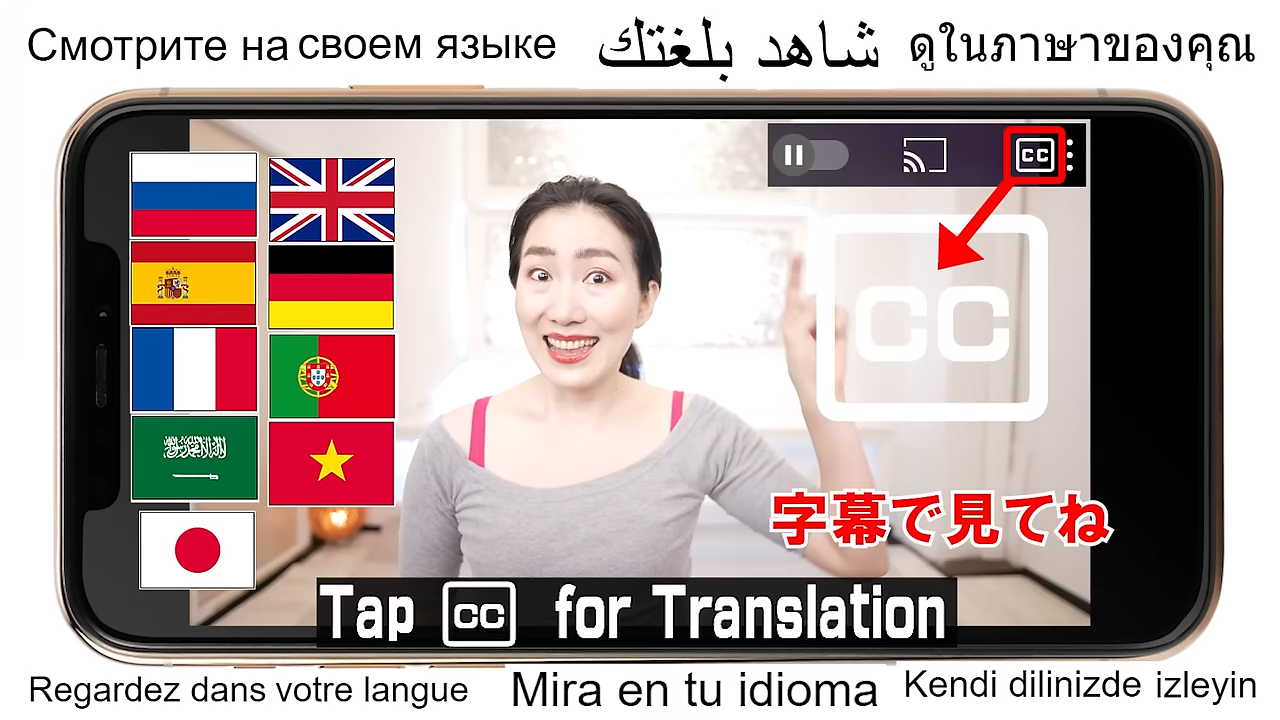 Смотрите на своем языке
شاهد بلغتك
ดูในภาษาของคุณ
CC
CC
字幕で見てね
Tap CC for Translation
Regardez dans votre langue
Mira en tu idioma
Kendi dilinizde izleyin